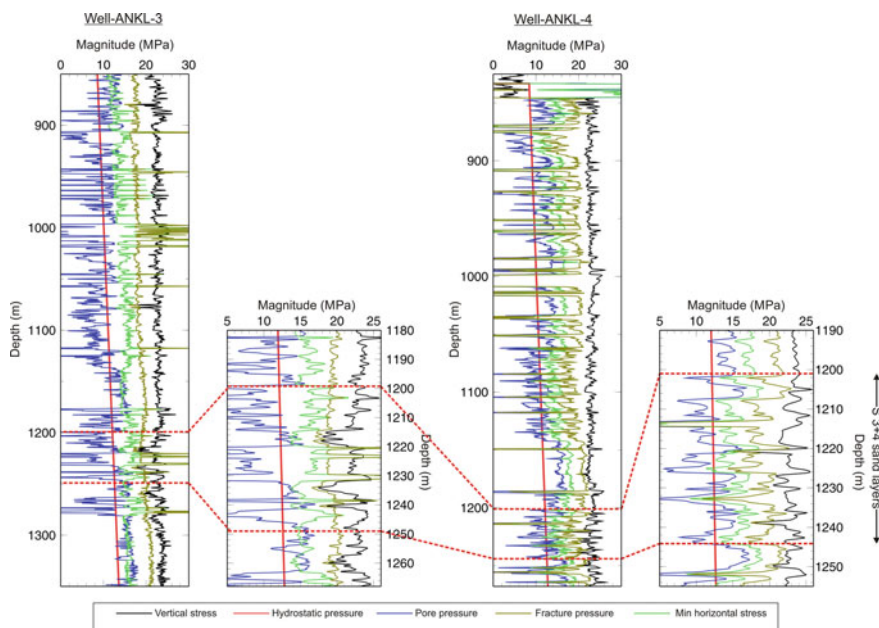 Well-ANKL-3
Magnitude (MPa)
0 10 20 30
Depth (m)
900
1000
1100
1200
1300
Magnitude (MPa)
5 10 15 20 25
1180
1190
1200
1210
1220
1230
1240
1250
1260
Depth (m)
Well-ANKL-4
Magnitude (MPa)
0 10 20 30
Depth (m)
900
1000
1100
1200
Magnitude (MPa)
5 10 15 20 25
1190
1200
1210
1220
1230
1240
1250
Depth (m)
S 3+4 sand layers
Vertical stress Hydrostatic pressure Pore pressure Fracture pressure Min horizontal stress